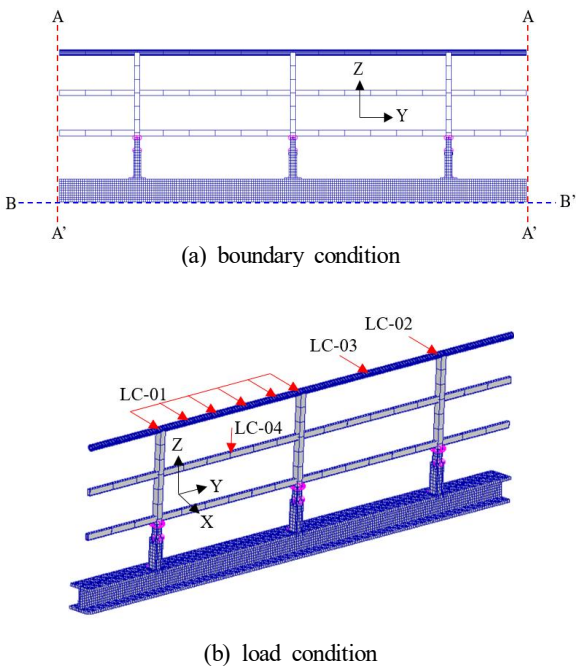 A A
Z
Y
B B’
A’ A’
(a) boundary condition
LC-02
LC-03
LC-01
LC-04
Z
Y
X
(b) load condition